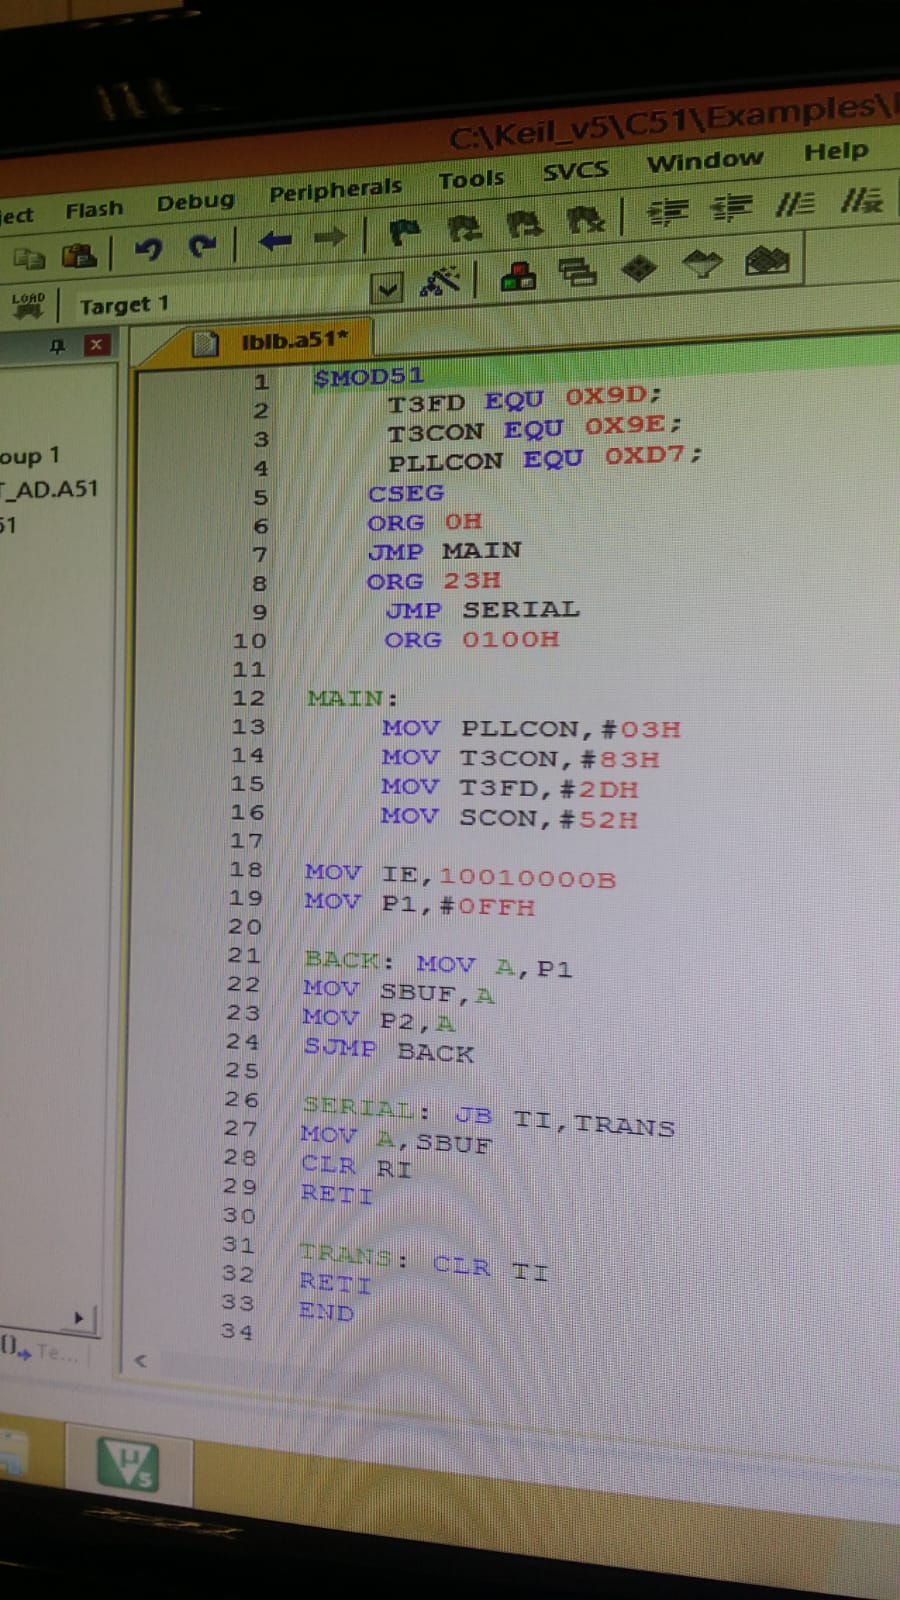 C:\Keil_v5\C51\Examples\
ject Flash Debug Peripherals Tools SVCS Window Help
LOAD Target 1
lblb.a51*
oup 1
T_AD.A51
51
1 $MOD51
2 T3FD EQU 0X9D;
3 T3CON EQU 0X9E;
4 PLLCON EQU 0XD7;
5 CSEG
6 ORG 0H
7 JMP MAIN
8 ORG 23H
9 JMP SERIAL
10 ORG 0100H
11
12 MAIN:
13 MOV PLLCON,#03H
14 MOV T3CON,#83H
15 MOV T3FD,#2DH
16 MOV SCON,#52H
17
18 MOV IE,10010000B
19 MOV P1,#0FFH
20
21 BACK: MOV A,P1
22 MOV SBUF,A
23 MOV P2,A
24 SJMP BACK
25
26 SERIAL: JB TI,TRANS
27 MOV A,SBUF
28 CLR RI
29 RETI
30
31 TRANS: CLR TI
32 RETI
33 END
34
Te...
µ5